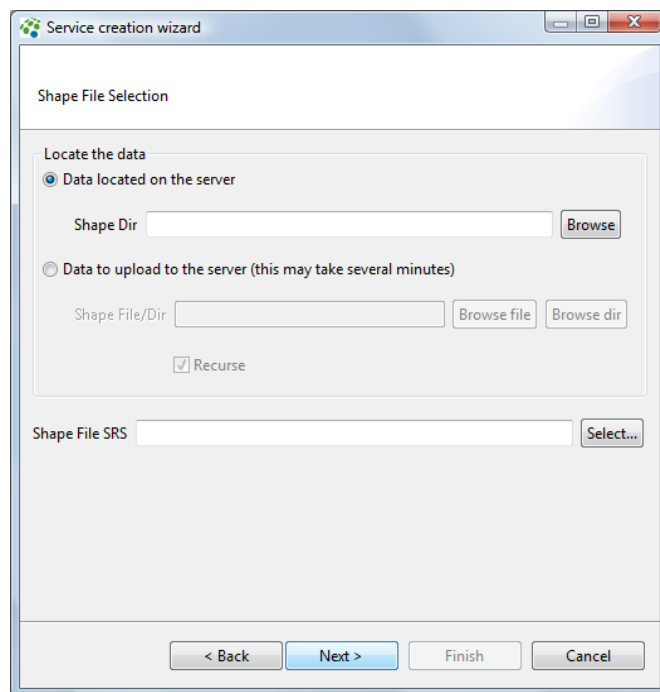 Service creation wizard
Shape File Selection
Locate the data
Data located on the server
Shape Dir
Browse
Data to upload to the server (this may take several minutes)
Shape File/Dir
Browse file
Browse dir
Recurse
Shape File SRS
Select...
< Back
Next >
Finish
Cancel